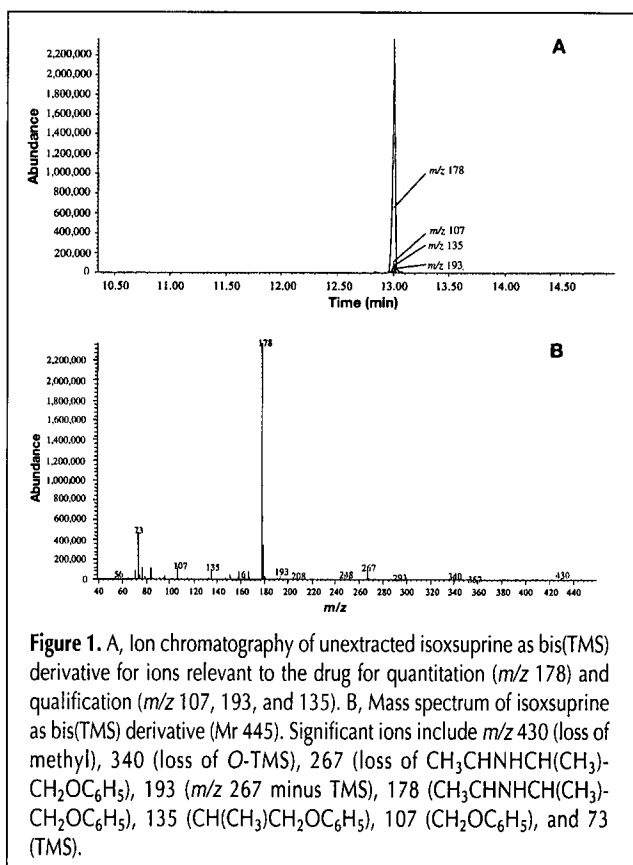 A
Abundance
2,200,000
2,000,000
1,800,000
1,600,000
1,400,000
1,200,000
1,000,000
800,000
600,000
400,000
200,000
0
m/z 178
m/z 107
m/z 135
m/z 193
10.50 11.00 11.50 12.00 12.50 13.00 13.50 14.00 14.50
Time (min)
B
Abundance
2,200,000
2,000,000
1,800,000
1,600,000
1,400,000
1,200,000
1,000,000
800,000
600,000
400,000
200,000
0
178
73
56
107
135
161
193
208
248
267
293
340
430
40 60 80 100 120 140 160 180 200 220 240 260 280 300 320 340 360 380 400 420 440
m/z
Figure 1. A, Ion chromatography of unextracted isoxsuprine as bis(TMS)
derivative for ions relevant to the drug for quantitation (m/z 178) and
qualification (m/z 107, 193, and 135). B, Mass spectrum of isoxsuprine
as bis(TMS) derivative (Mr 445). Significant ions include m/z 430 (loss of
methyl), 340 (loss of O-TMS), 267 (loss of CH₃CHNHCH(CH₃)-
CH₂OC₆H₅), 193 (m/z 267 minus TMS), 178 (CH₃CHNHCH(CH₃)-
CH₂OC₆H₅), 135 (CH(CH₃)CH₂OC₆H₅), 107 (CH₂OC₆H₅), and 73
(TMS).